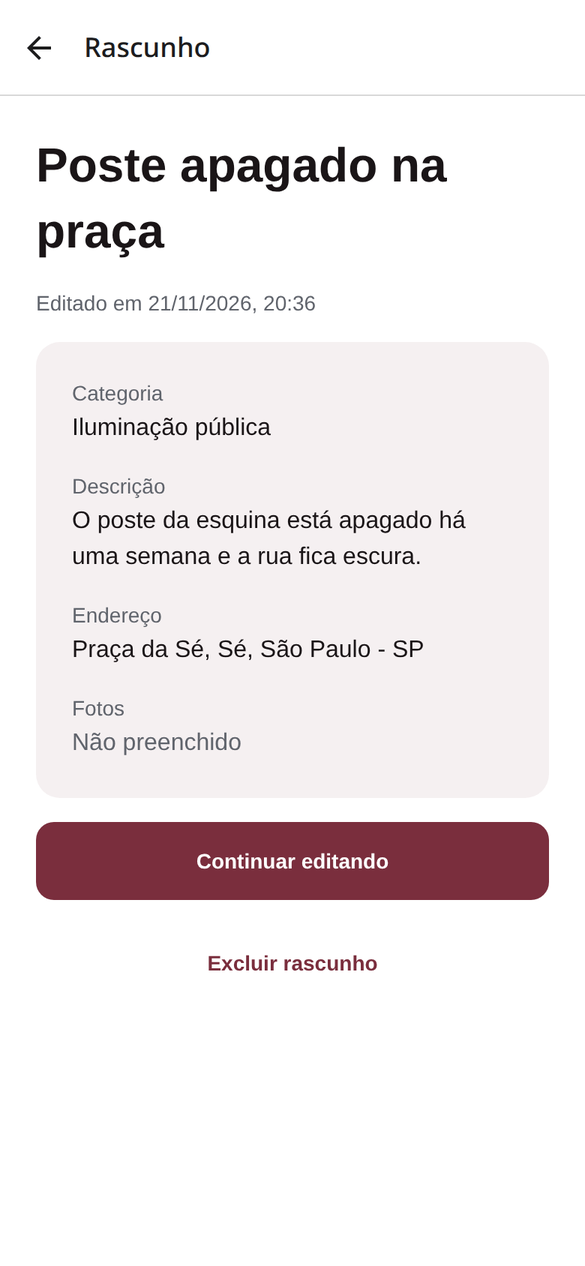 Rascunho
Poste apagado na
praça
Editado em 21/11/2026, 20:36
Categoria
Iluminação pública
Descrição
O poste da esquina está apagado há
uma semana e a rua fica escura.
Endereço
Praça da Sé, Sé, São Paulo - SP
Fotos
Não preenchido
Continuar editando
Excluir rascunho